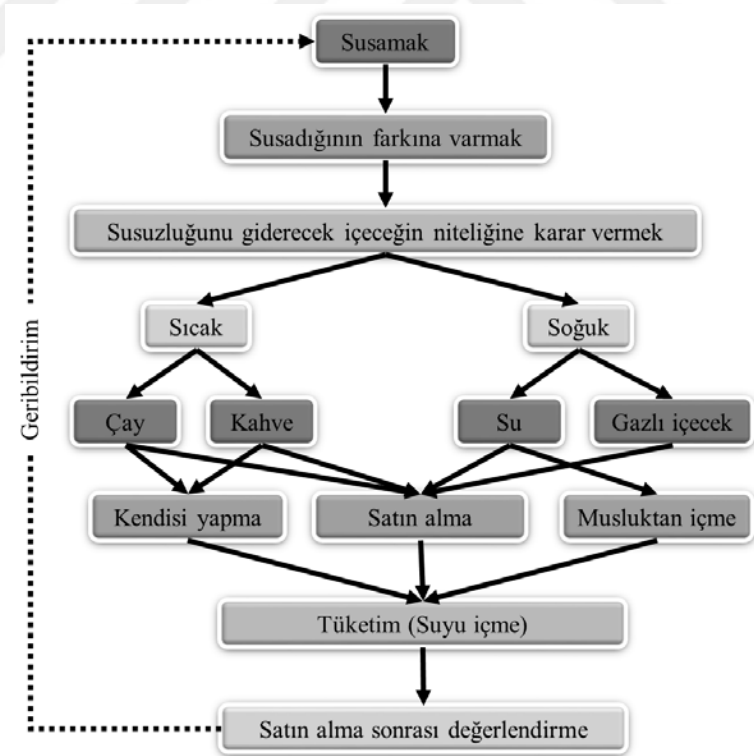 Susamak
Susadığının farkına varmak
Susuzluğunu giderecek içeceğin niteliğine karar vermek
Sıcak
Soğuk
Çay
Kahve
Su
Gazlı içecek
Kendisi yapma
Satın alma
Musluktan içme
Tüketim (Suyu içme)
Satın alma sonrası değerlendirme
Geribildirim